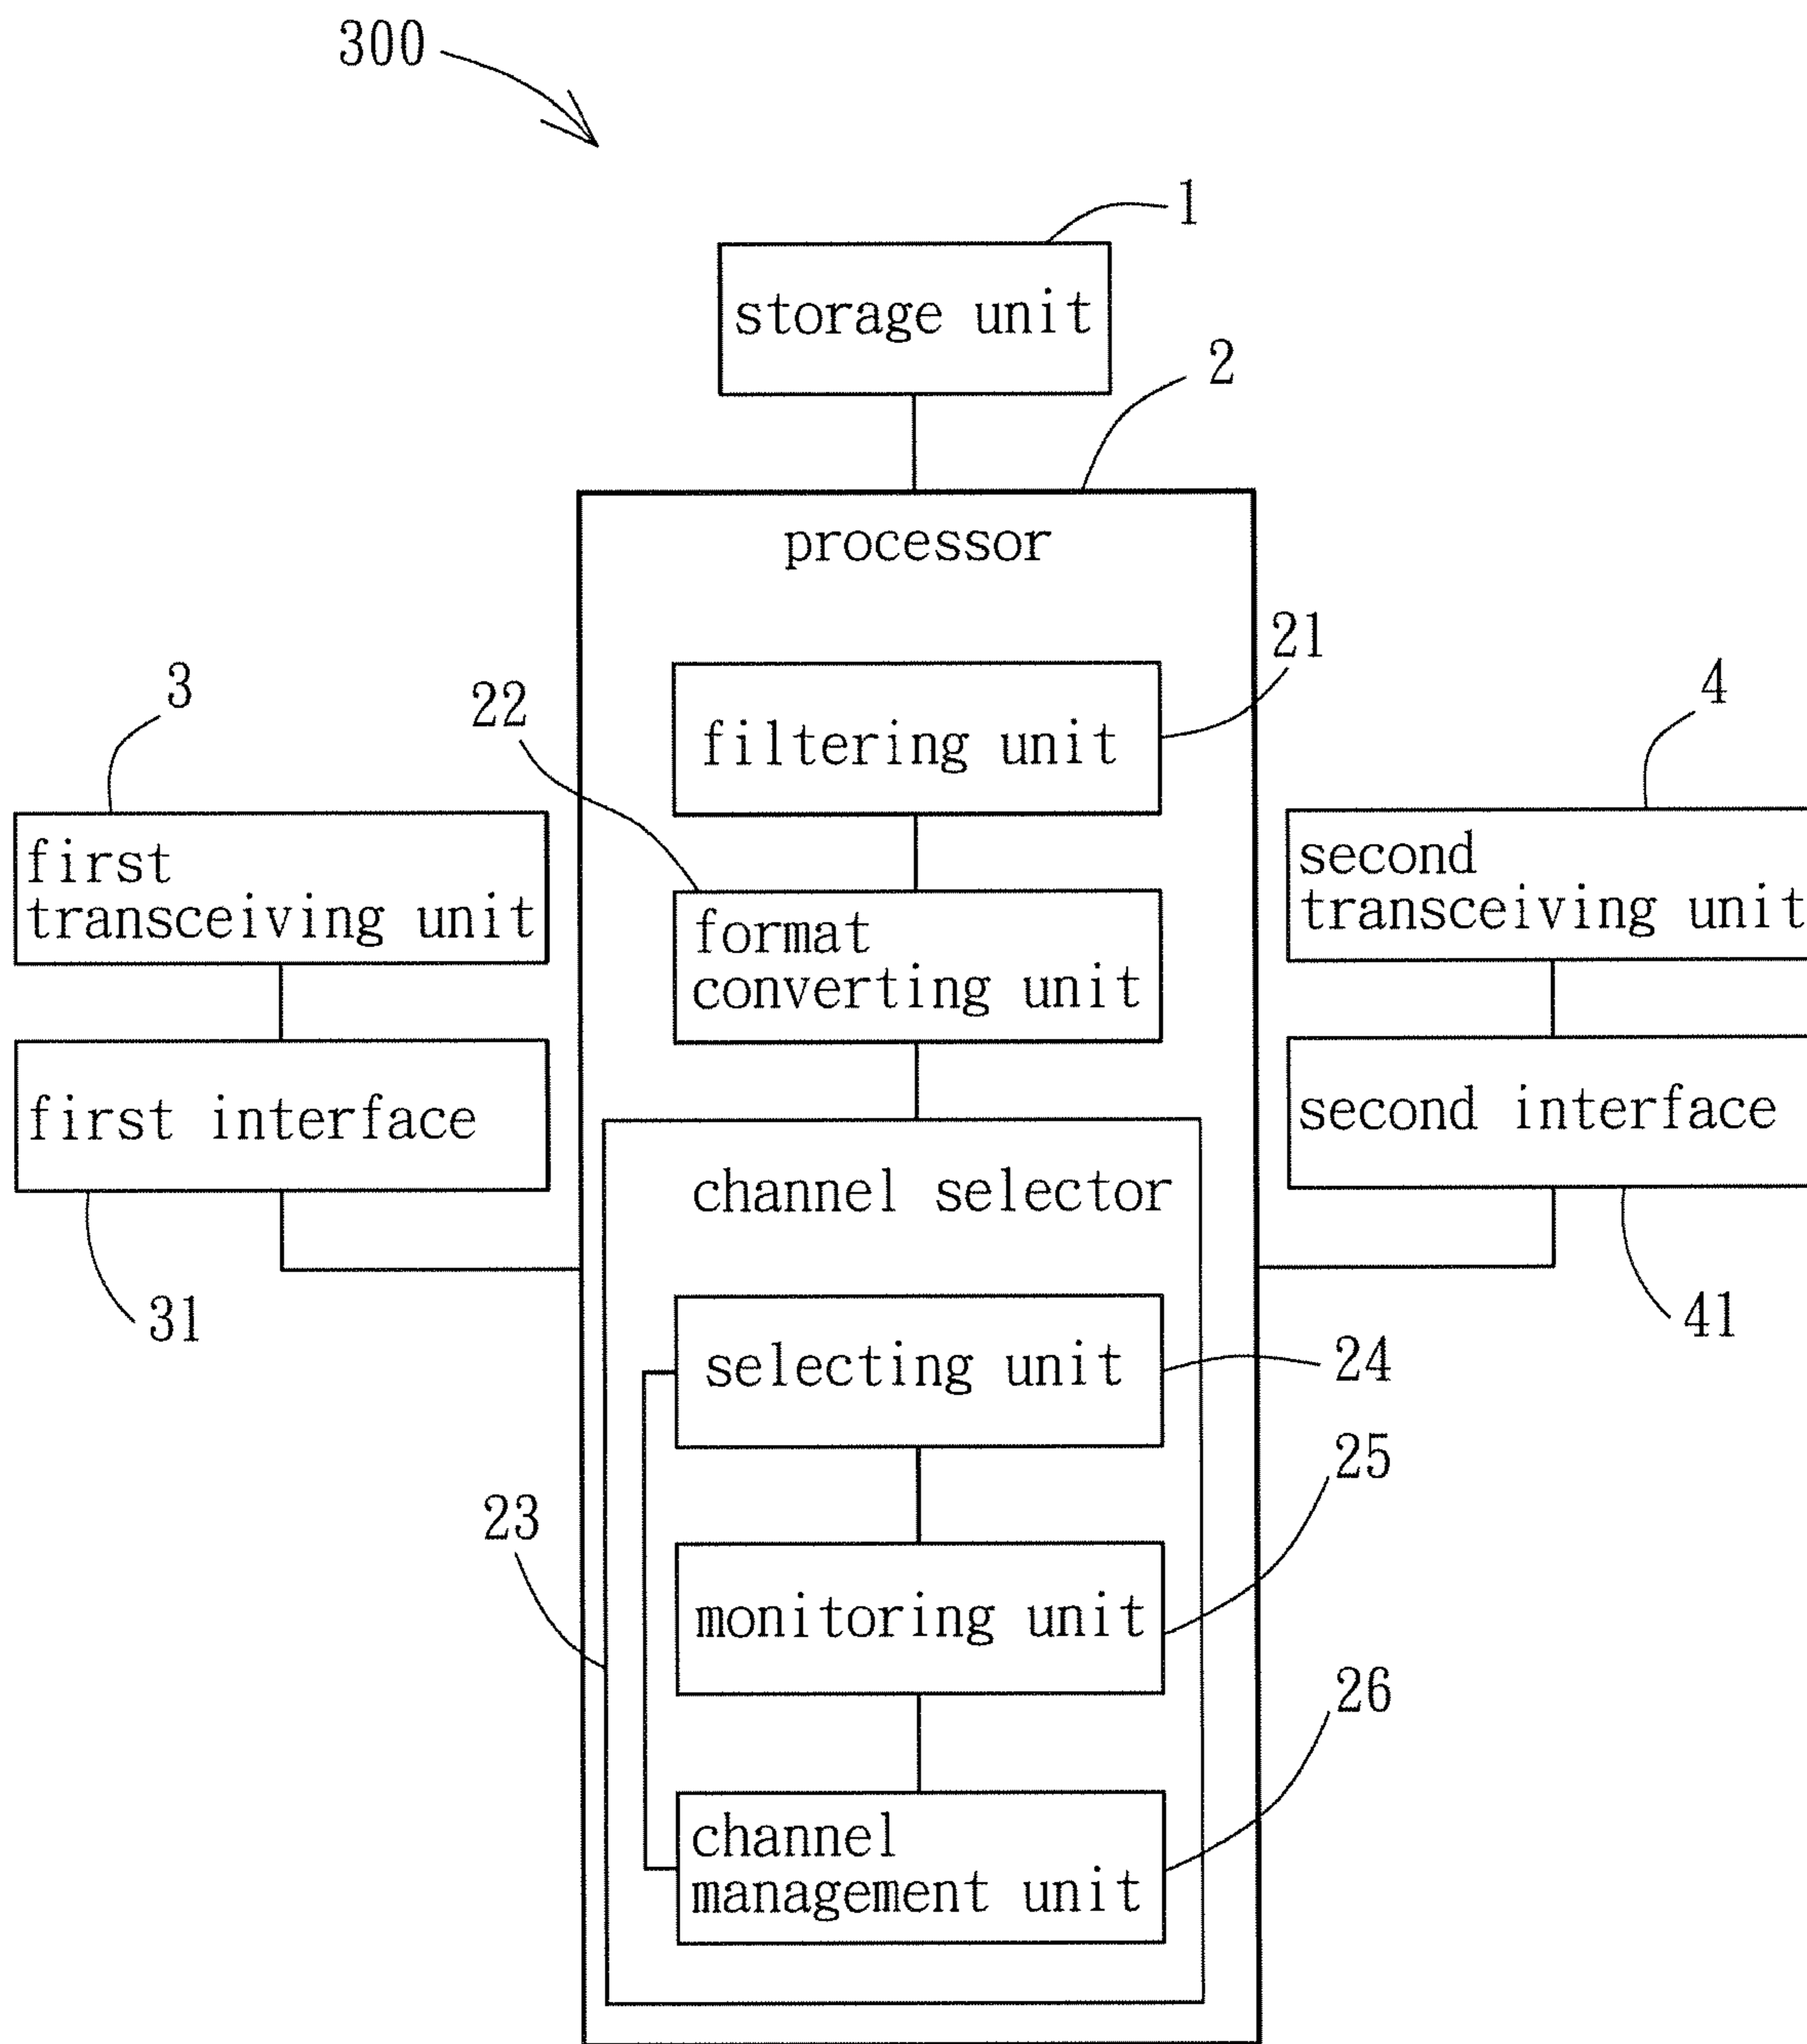 300
1
storage unit
2
processor
21
filtering unit
3
22
4
first
transceiving unit
format
converting unit
second
transceiving unit
first interface
second interface
31
41
channel selector
selecting unit
24
25
23
monitoring unit
26
channel
management unit